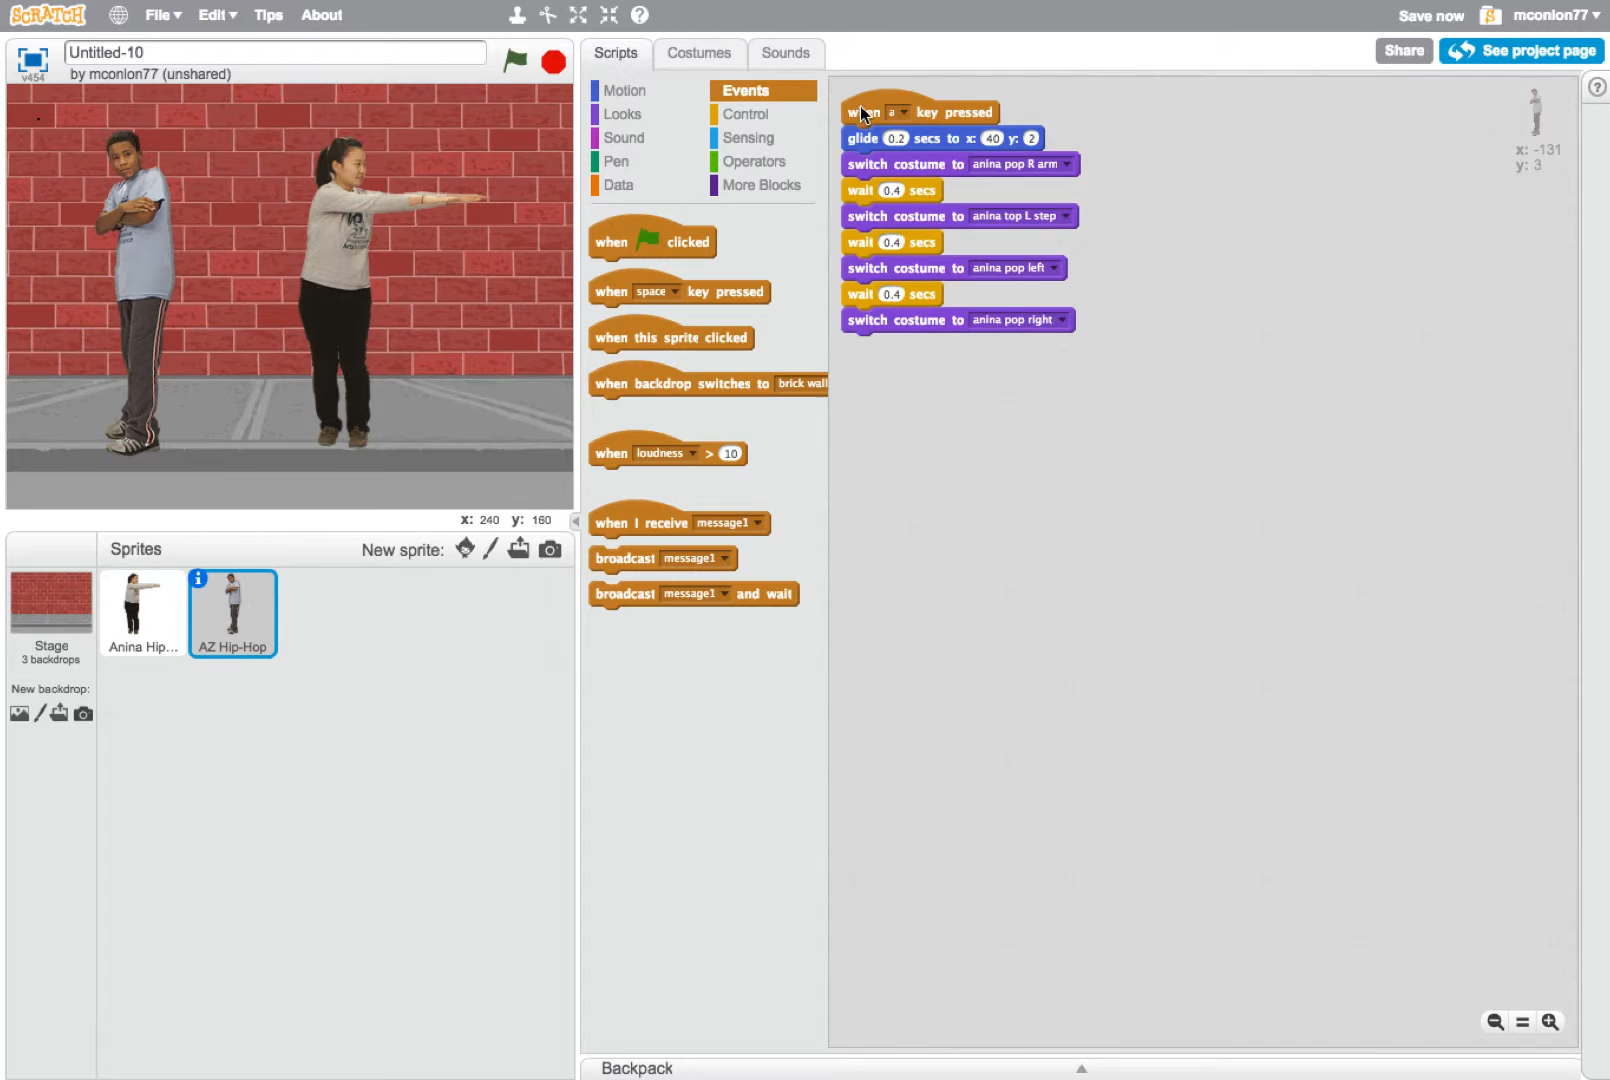 SCRATCH
File▾
Edit▾
Tips
About
Save now
mconlon77▾
v454
Untitled-10
by mconlon77 (unshared)
Scripts
Costumes
Sounds
Share
See project page
Motion
Events
Looks
Control
Sound
Sensing
Pen
Operators
Data
More Blocks
when clicked
when space key pressed
when this sprite clicked
when backdrop switches to brick wall
when loudness > 10
when I receive message1
broadcast message1
broadcast message1 and wait
when a key pressed
glide 0.2 secs to x: 40 y: 2
switch costume to anina pop R arm
wait 0.4 secs
switch costume to anina top L step
wait 0.4 secs
switch costume to anina pop left
wait 0.4 secs
switch costume to anina pop right
x: -131
y: 3
x: 240 y: 160
Sprites
New sprite:
Stage
3 backdrops
New backdrop:
Anina Hip...
AZ Hip-Hop
Backpack